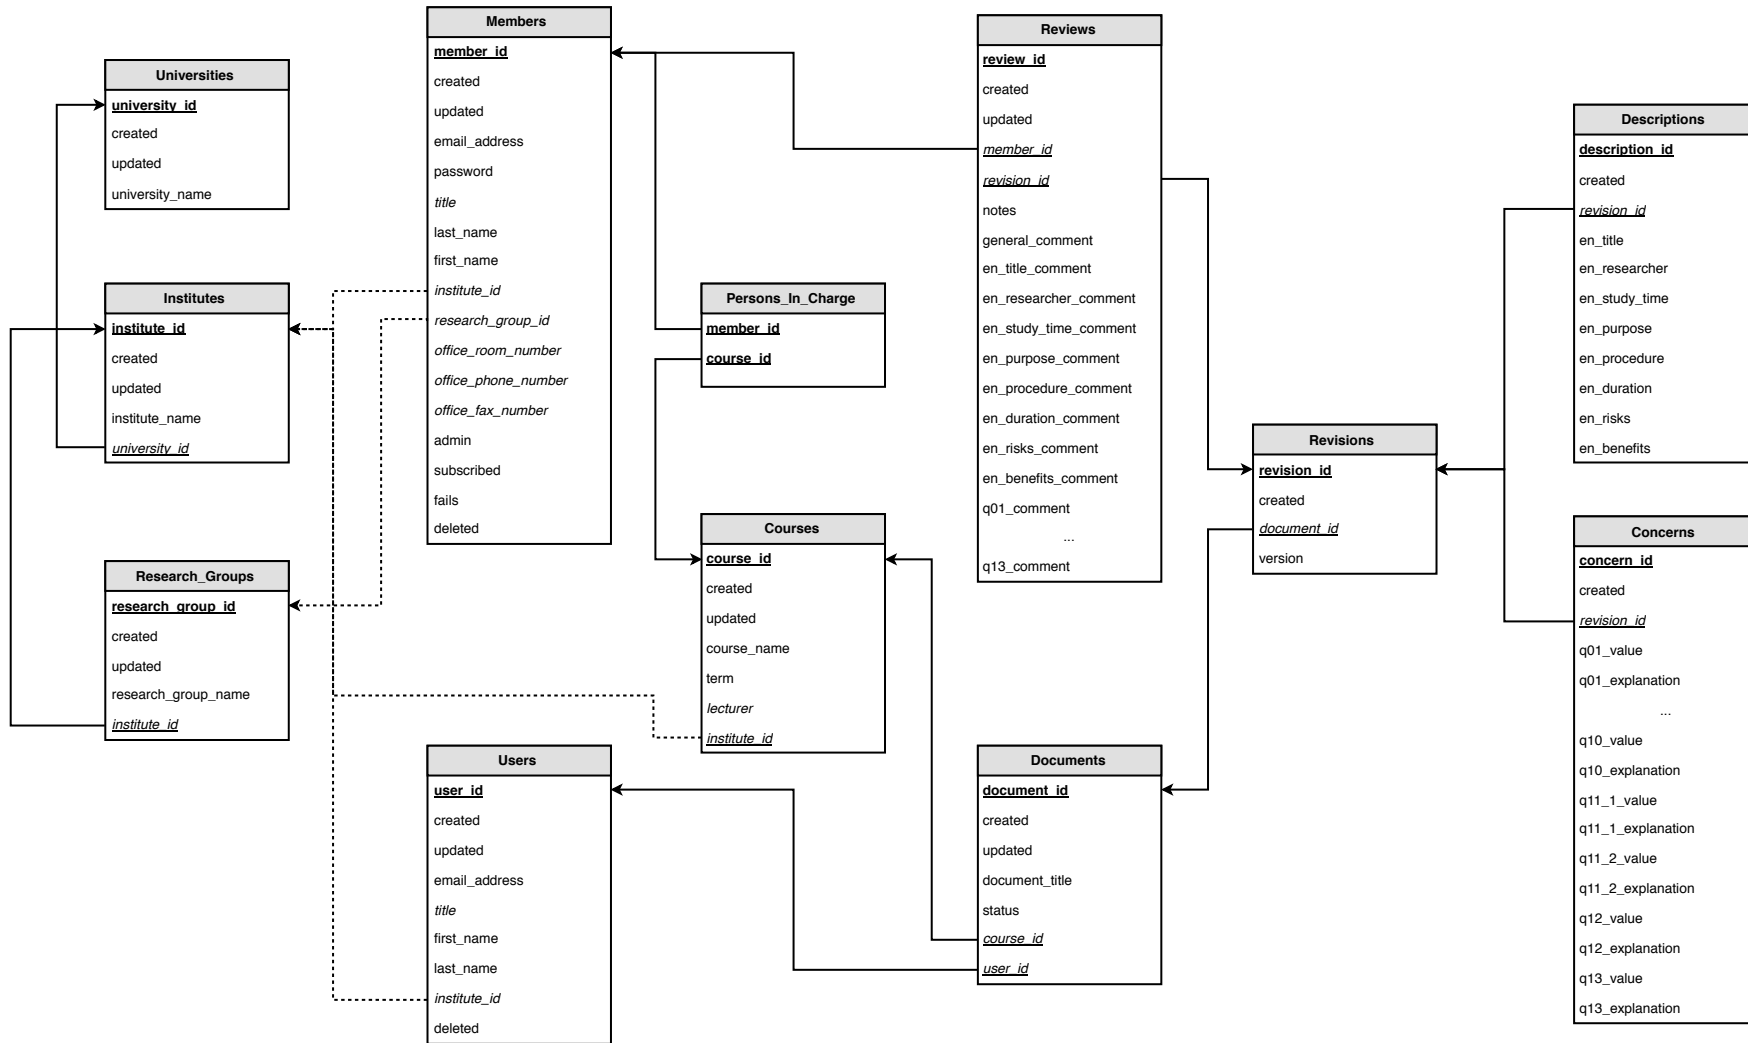 Universities
university_id
created
updated
university_name
Institutes
institute_id
created
updated
institute_name
university_id
Research_Groups
research_group_id
created
updated
research_group_name
institute_id
Members
member_id
created
updated
email_address
password
title
last_name
first_name
institute_id
research_group_id
office_room_number
office_phone_number
office_fax_number
admin
subscribed
fails
deleted
Users
user_id
created
updated
email_address
title
first_name
last_name
institute_id
deleted
Persons_In_Charge
member_id
course_id
Courses
course_id
created
updated
course_name
term
lecturer
institute_id
Reviews
review_id
created
updated
member_id
revision_id
notes
general_comment
en_title_comment
en_researcher_comment
en_study_time_comment
en_purpose_comment
en_procedure_comment
en_duration_comment
en_risks_comment
en_benefits_comment
q01_comment
...
q13_comment
Documents
document_id
created
updated
document_title
status
course_id
user_id
Revisions
revision_id
created
document_id
version
Descriptions
description_id
created
revision_id
en_title
en_researcher
en_study_time
en_purpose
en_procedure
en_duration
en_risks
en_benefits
Concerns
concern_id
created
revision_id
q01_value
q01_explanation
...
q10_value
q10_explanation
q11_1_value
q11_1_explanation
q11_2_value
q11_2_explanation
q12_value
q12_explanation
q13_value
q13_explanation